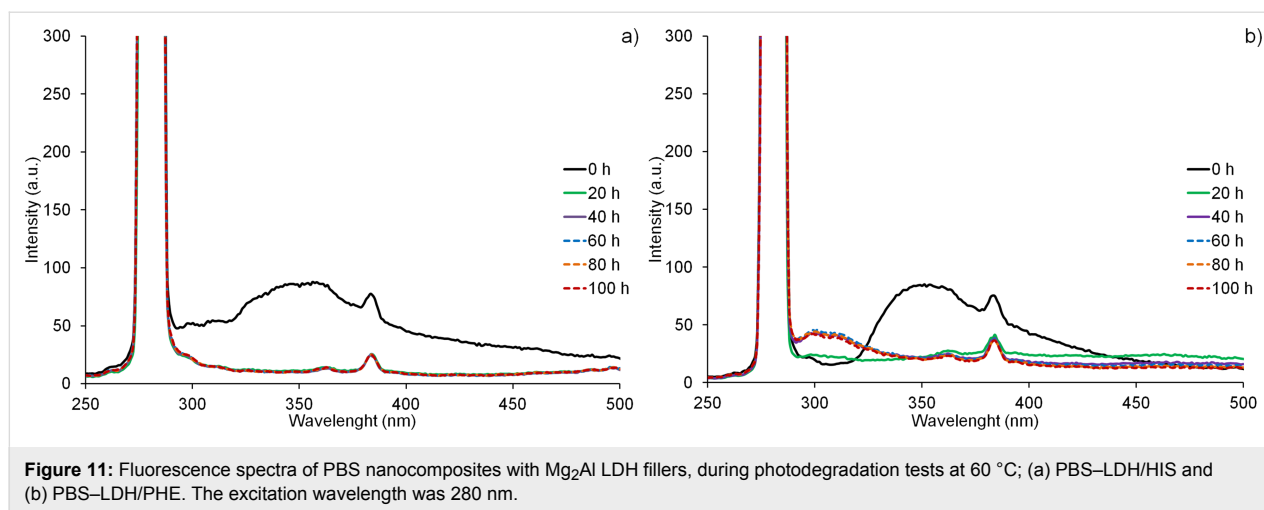 a)
300
250
200
150
100
50
0
Intensity (a.u.)
250 300 350 400 450 500
Wavelenght (nm)
0 h
20 h
40 h
60 h
80 h
100 h
b)
300
250
200
150
100
50
0
Intensity (a.u.)
250 300 350 400 450 500
Wavelenght (nm)
0 h
20 h
40 h
60 h
80 h
100 h
Figure 11: Fluorescence spectra of PBS nanocomposites with Mg₂Al LDH fillers, during photodegradation tests at 60 °C; (a) PBS–LDH/HIS and
(b) PBS–LDH/PHE. The excitation wavelength was 280 nm.